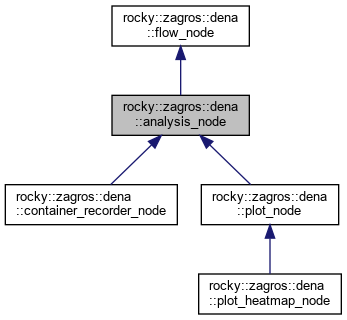 rocky::zagros::dena
::flow_node
rocky::zagros::dena
::analysis_node
rocky::zagros::dena
::container_recorder_node
rocky::zagros::dena
::plot_node
rocky::zagros::dena
::plot_heatmap_node